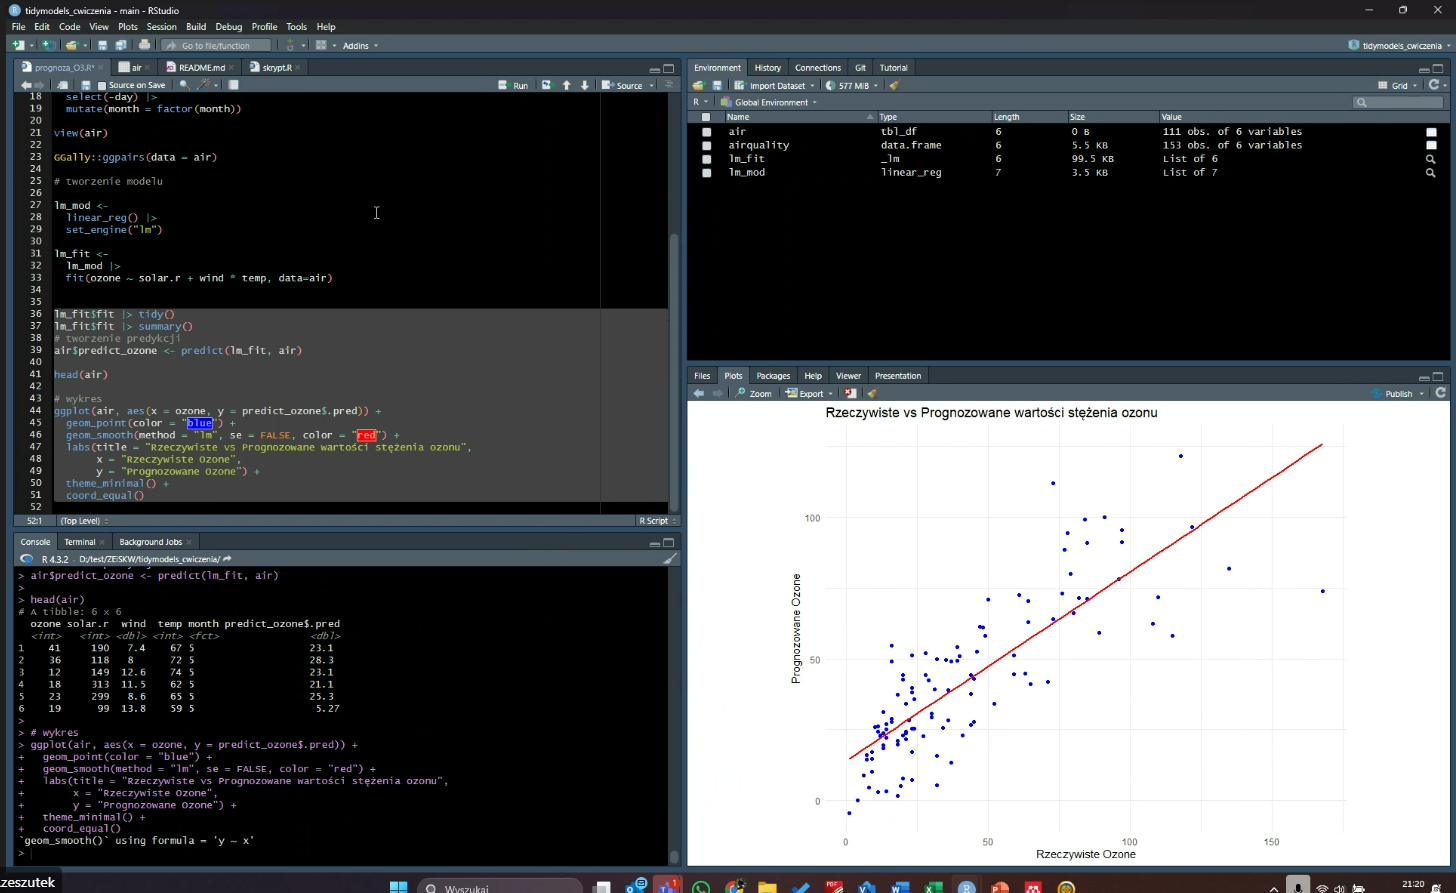 tidymodels_cwiczenia - main - RStudio
File Edit Code View Plots Session Build Debug Profile Tools Help
Go to file/function Addins tidymodels_cwiczenia
prognoza_O3.R* air README.md skrypt.R
Source on Save Run Source
18 select(-day) |>
19 mutate(month = factor(month))
20
21 view(air)
22
23 GGally::ggpairs(data = air)
24
25 # tworzenie modelu
26
27 lm_mod <-
28 linear_reg() |>
29 set_engine("lm")
30
31 lm_fit <-
32 lm_mod |>
33 fit(ozone ~ solar.r + wind * temp, data=air)
34
35
36 lm_fit$fit |> tidy()
37 lm_fit$fit |> summary()
38 # tworzenie predykcji
39 air$predict_ozone <- predict(lm_fit, air)
40
41 head(air)
42
43 # wykres
44 ggplot(air, aes(x = ozone, y = predict_ozone$.pred)) +
45 geom_point(color = "blue") +
46 geom_smooth(method = "lm", se = FALSE, color = "red") +
47 labs(title = "Rzeczywiste vs Prognozowane wartości stężenia ozonu",
48 x = "Rzeczywiste Ozone",
49 y = "Prognozowane Ozone") +
50 theme_minimal() +
51 coord_equal()
52
52:1 (Top Level) R Script
Console Terminal Background Jobs
R 4.3.2 · D:/test/ZEiSKW/tidymodels_cwiczenia/
> air$predict_ozone <- predict(lm_fit, air)
>
> head(air)
# A tibble: 6 x 6
ozone solar.r wind temp month predict_ozone$.pred
<int> <int> <dbl> <int> <fct> <dbl>
1 41 190 7.4 67 5 23.1
2 36 118 8 72 5 28.3
3 12 149 12.6 74 5 23.1
4 18 313 11.5 62 5 21.1
5 23 299 8.6 65 5 25.3
6 19 99 13.8 59 5 5.27
>
> # wykres
> ggplot(air, aes(x = ozone, y = predict_ozone$.pred)) +
+ geom_point(color = "blue") +
+ geom_smooth(method = "lm", se = FALSE, color = "red") +
+ labs(title = "Rzeczywiste vs Prognozowane wartości stężenia ozonu",
+ x = "Rzeczywiste Ozone",
+ y = "Prognozowane Ozone") +
+ theme_minimal() +
+ coord_equal()
`geom_smooth()` using formula = 'y ~ x'
>
Environment History Connections Git Tutorial
Import Dataset 577 MiB Grid
R Global Environment
Name Type Length Size Value
air tbl_df 6 0 B 111 obs. of 6 variables
airquality data.frame 6 5.5 KB 153 obs. of 6 variables
lm_fit _lm 6 99.5 KB List of 6
lm_mod linear_reg 7 3.5 KB List of 7
Files Plots Packages Help Viewer Presentation
Zoom Export Publish
Rzeczywiste vs Prognozowane wartości stężenia ozonu
Prognozowane Ozone
100
50
0
0 50 100 150
Rzeczywiste Ozone
zeszutek
Wyszukaj
21:20